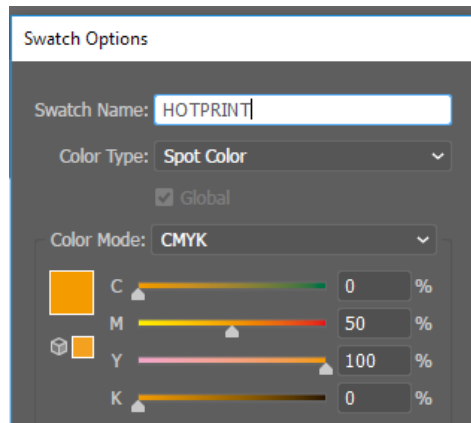 Swatch Options
Swatch Name: HOTPRINT
Color Type: Spot Color
Global
Color Mode: CMYK
C 0 %
M 50 %
Y 100 %
K 0 %